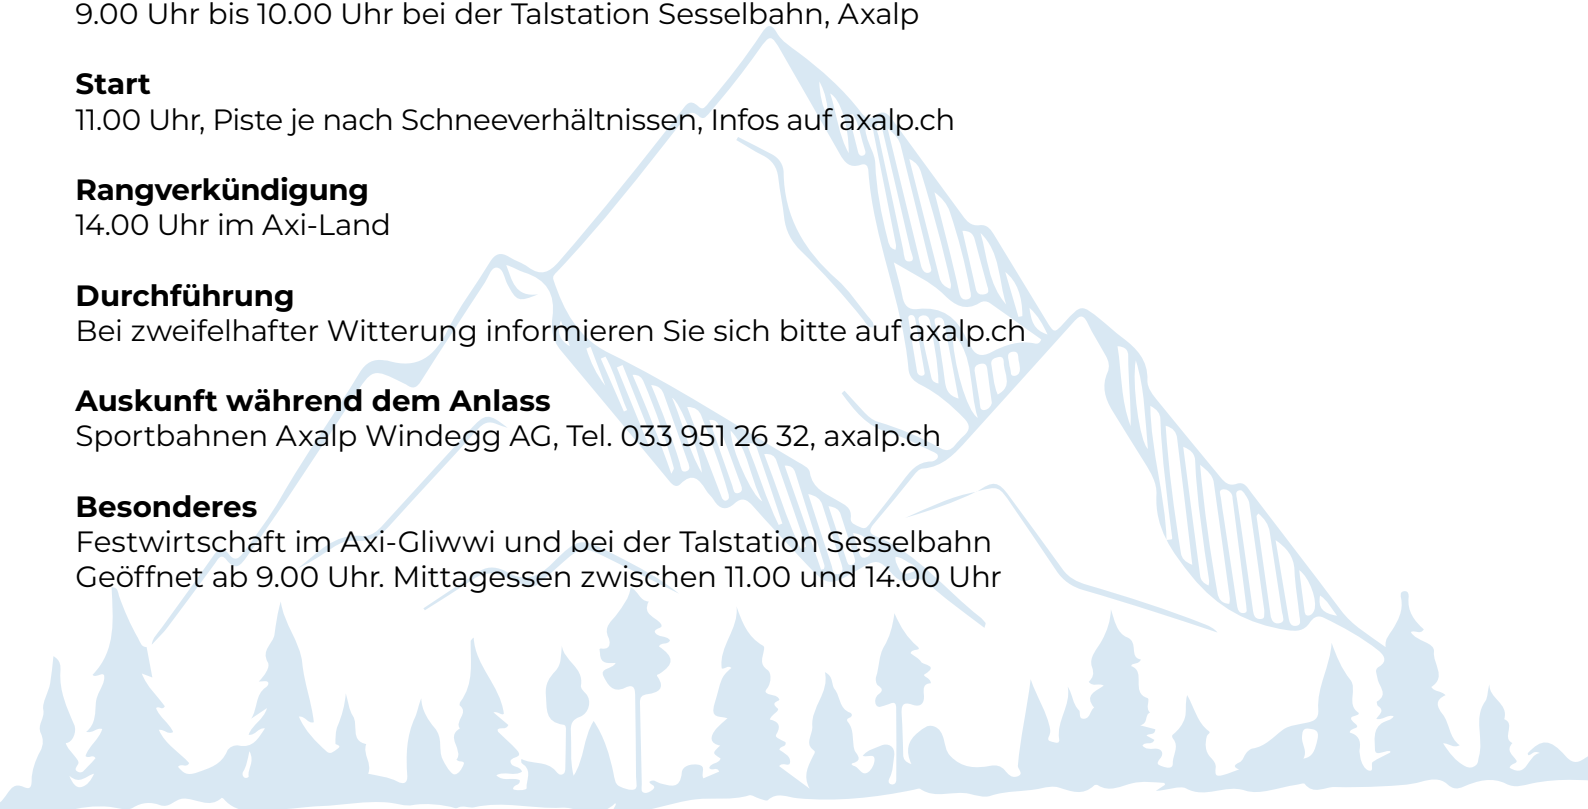 9.00 Uhr bis 10.00 Uhr bei der Talstation Sesselbahn, Axalp
Start
11.00 Uhr, Piste je nach Schneeverhältnissen, Infos auf axalp.ch
Rangverkündigung
14.00 Uhr im Axi-Land
Durchführung
Bei zweifelhafter Witterung informieren Sie sich bitte auf axalp.ch
Auskunft während dem Anlass
Sportbahnen Axalp Windegg AG, Tel. 033 951 26 32, axalp.ch
Besonderes
Festwirtschaft im Axi-Gliwwi und bei der Talstation Sesselbahn
Geöffnet ab 9.00 Uhr. Mittagessen zwischen 11.00 und 14.00 Uhr